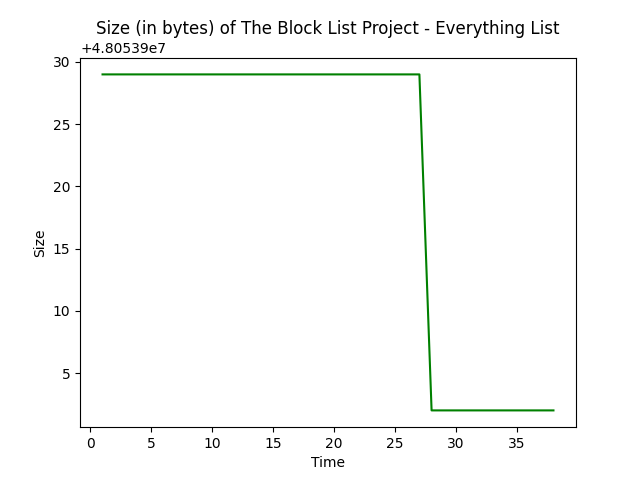 Size (in bytes) of The Block List Project - Everything List
+4.80539e7
30
25
20
15
10
5
Size
0 5 10 15 20 25 30 35
Time